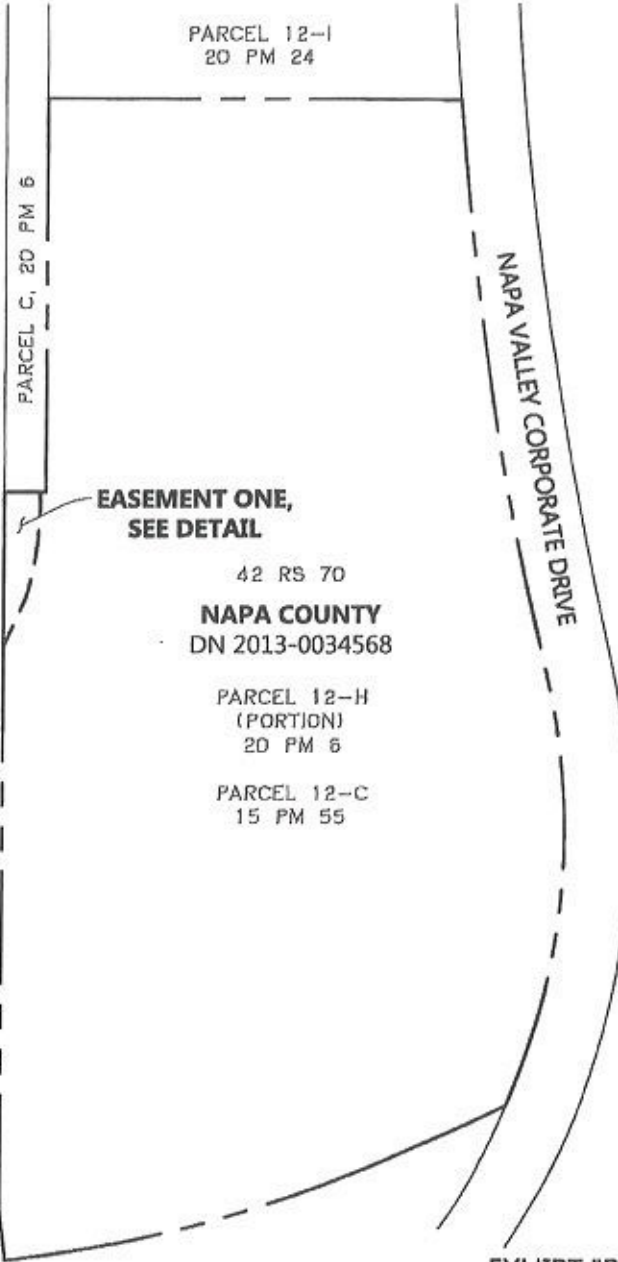 PARCEL 12-I
20 PM 24
PARCEL C, 20 PM 6
NAPA VALLEY CORPORATE DRIVE
EASEMENT ONE,
SEE DETAIL
42 RS 70
NAPA COUNTY
DN 2013-0034568
PARCEL 12-H
(PORTION)
20 PM 6
PARCEL 12-C
15 PM 55